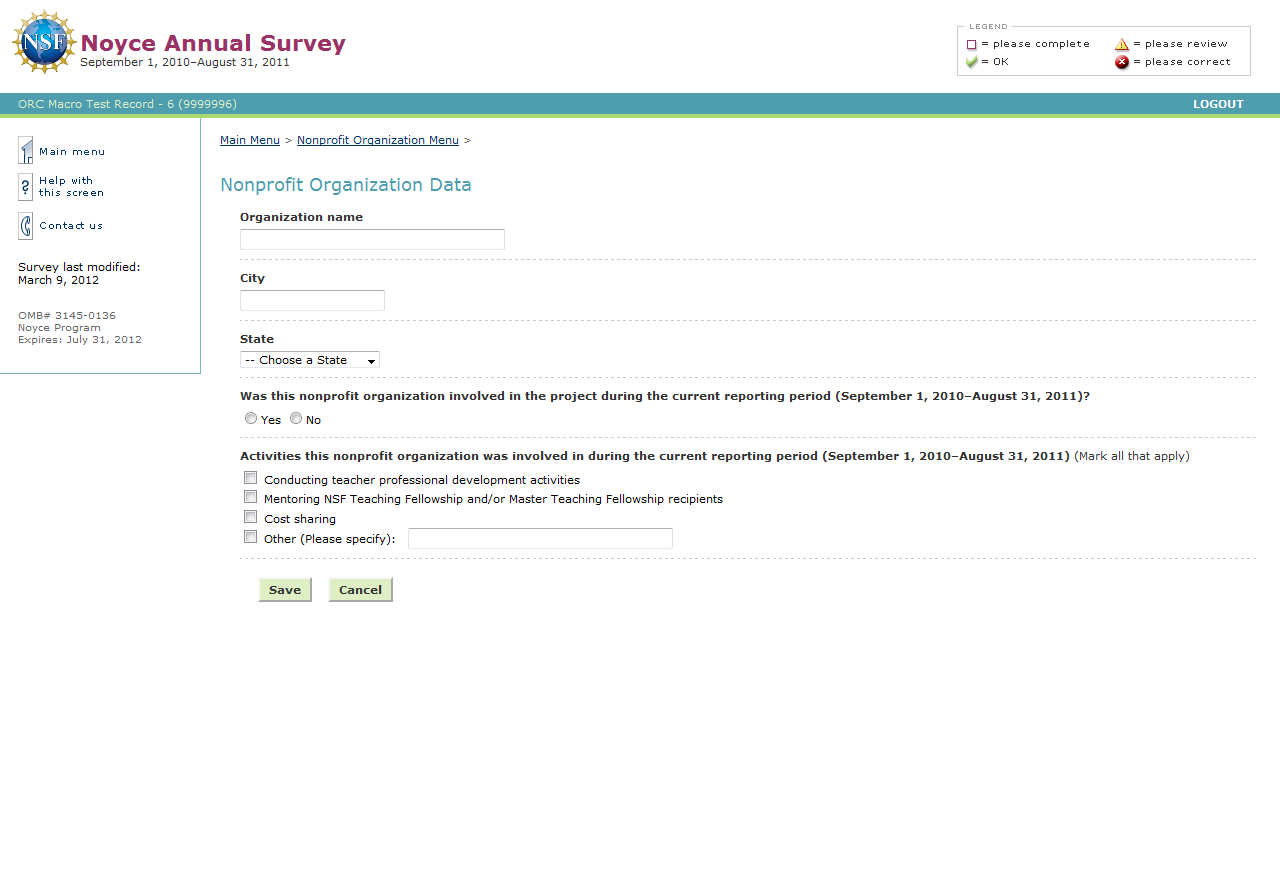 NSF
Noyce Annual Survey
September 1, 2010–August 31, 2011
LEGEND
= please complete
= please review
= OK
= please correct
ORC Macro Test Record - 6 (9999996)
LOGOUT
Main menu
Help with
this screen
Contact us
Survey last modified:
March 9, 2012
OMB# 3145-0136
Noyce Program
Expires: July 31, 2012
Main Menu > Nonprofit Organization Menu >
Nonprofit Organization Data
Organization name
City
State
-- Choose a State
Was this nonprofit organization involved in the project during the current reporting period (September 1, 2010–August 31, 2011)?
Yes No
Activities this nonprofit organization was involved in during the current reporting period (September 1, 2010–August 31, 2011) (Mark all that apply)
Conducting teacher professional development activities
Mentoring NSF Teaching Fellowship and/or Master Teaching Fellowship recipients
Cost sharing
Other (Please specify):
Save Cancel